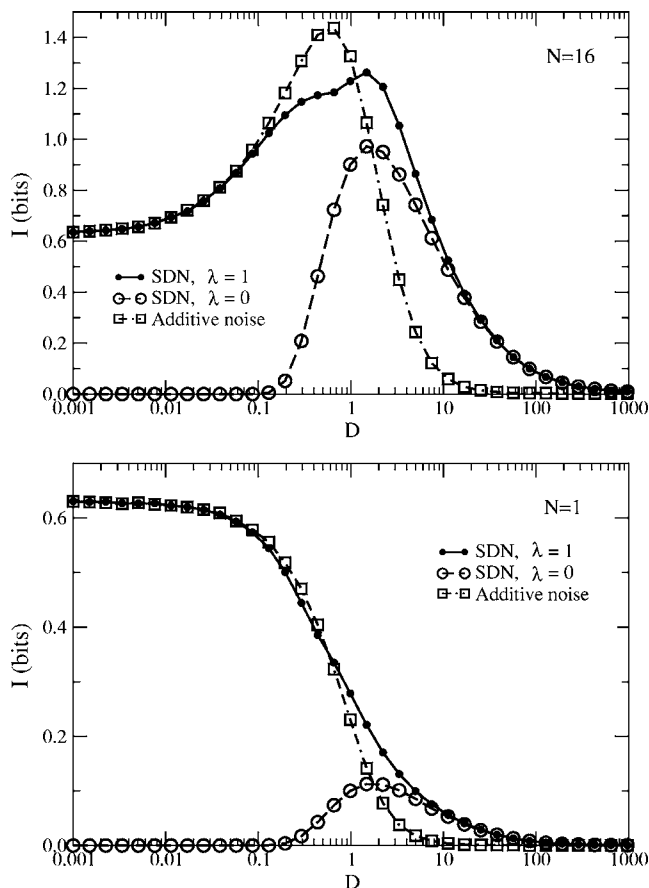 1.4
1.2
1.0
0.8
0.6
0.4
0.2
0.0
I (bits)
N=16
SDN, λ = 1
SDN, λ = 0
Additive noise
0.001 0.01 0.1 1 10 100 1000
D
0.6
0.4
0.2
0.0
I (bits)
N=1
SDN, λ = 1
SDN, λ = 0
Additive noise
0.001 0.01 0.1 1 10 100 1000
D